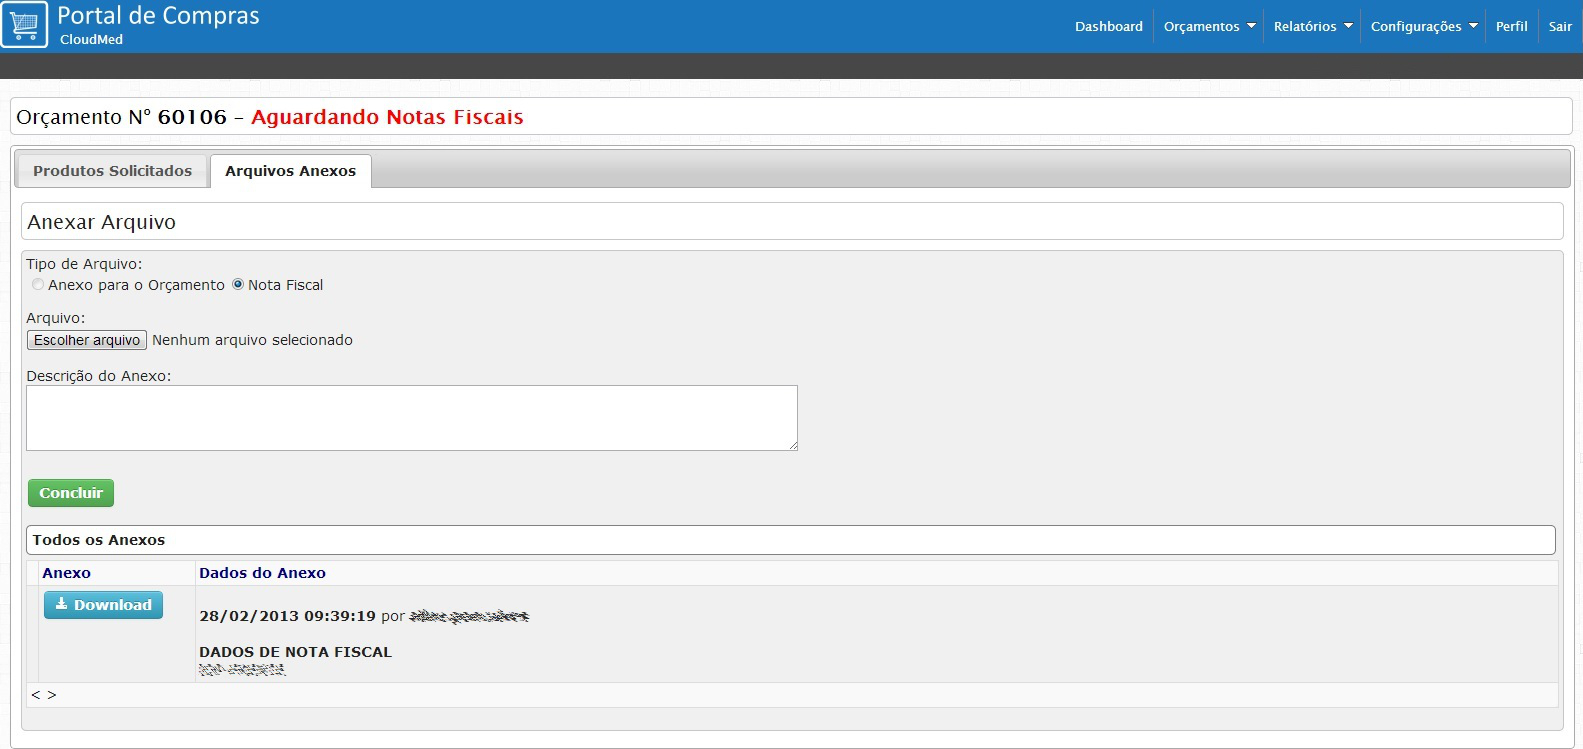 Portal de Compras
CloudMed
Dashboard Orçamentos Relatórios Configurações Perfil Sair
Orçamento N° 60106 - Aguardando Notas Fiscais
Produtos Solicitados Arquivos Anexos
Anexar Arquivo
Tipo de Arquivo:
Anexo para o Orçamento Nota Fiscal
Arquivo:
Escolher arquivo Nenhum arquivo selecionado
Descrição do Anexo:
Concluir
Todos os Anexos
Anexo Dados do Anexo
Download
28/02/2013 09:39:19 por
DADOS DE NOTA FISCAL
< >